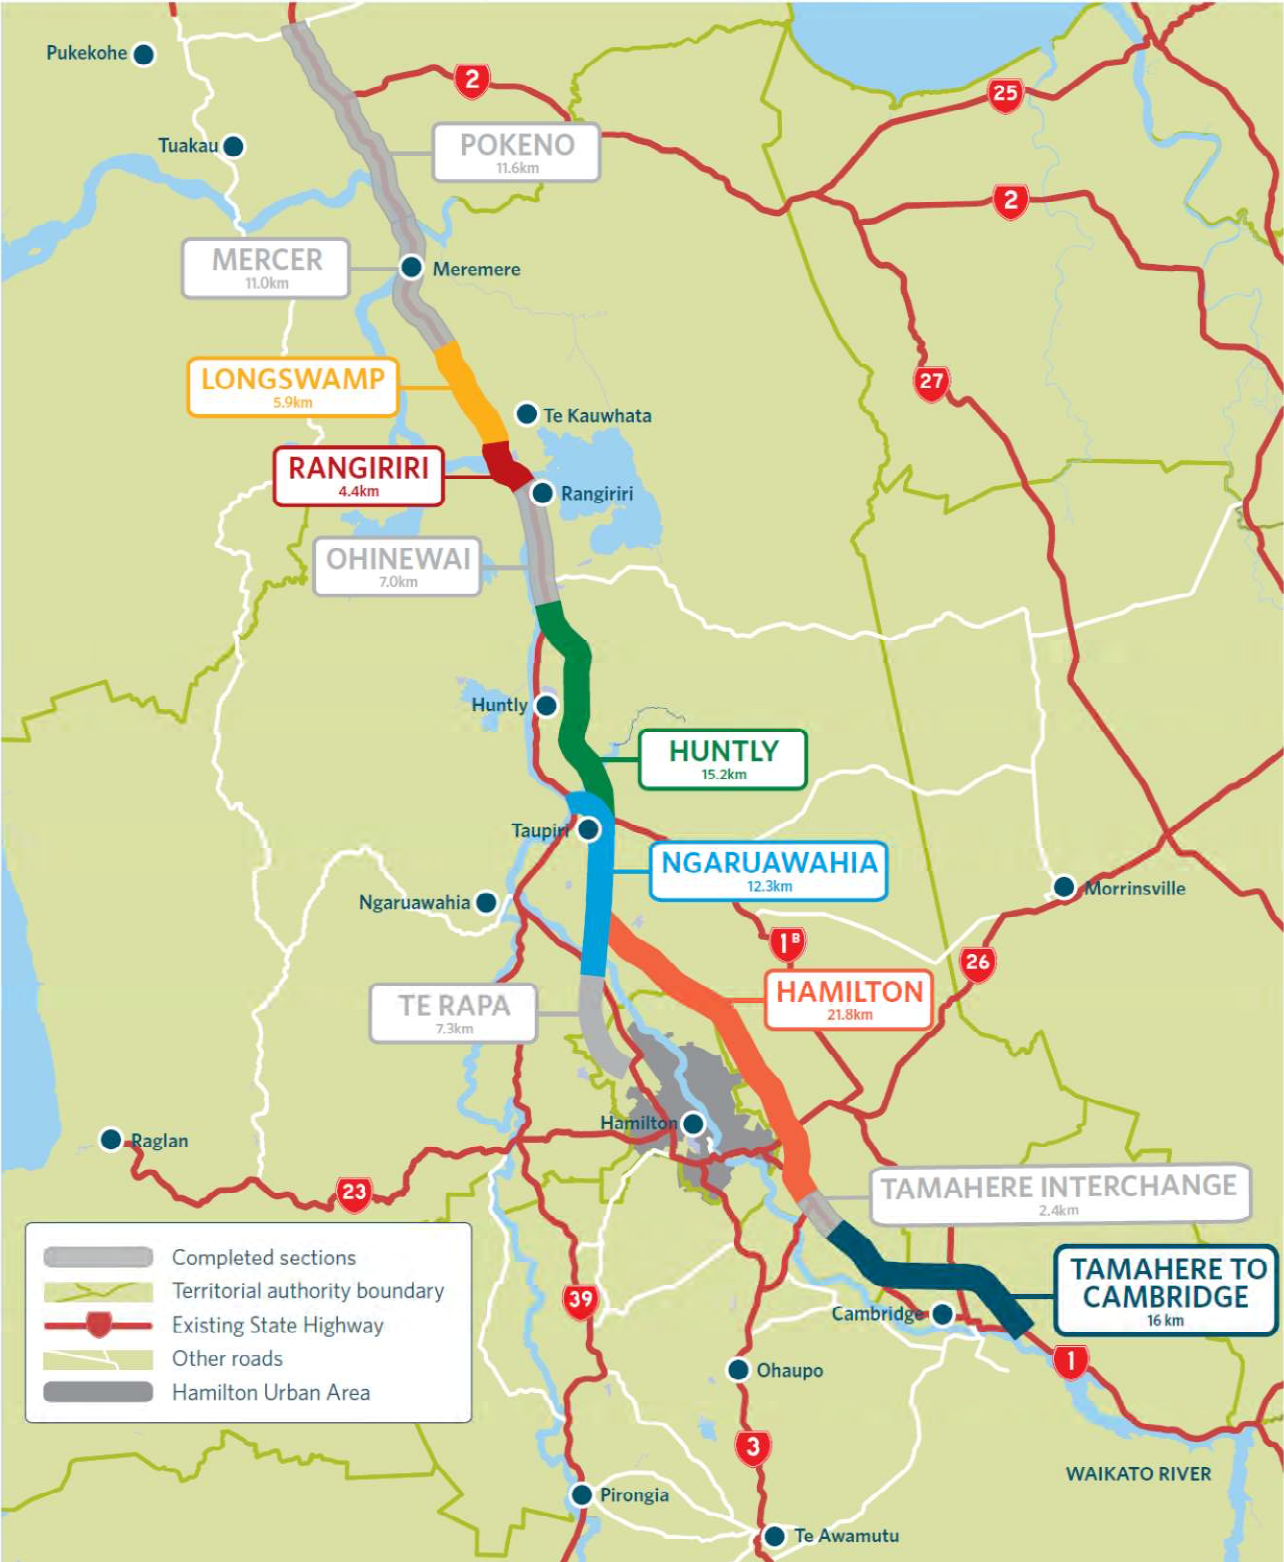 Pukekohe
2
25
Tuakau
POKENO
11.6km
2
MERCER
11.0km
Meremere
LONGSWAMP
5.9km
27
Te Kauwhata
RANGIRIRI
4.4km
Rangiriri
OHINEWAI
7.0km
Huntly
HUNTLY
15.2km
Taupiri
NGARUAWAHIA
12.3km
Ngaruawahia
Morrinsville
1B
26
TE RAPA
7.3km
HAMILTON
21.8km
Hamilton
Raglan
23
TAMAHERE INTERCHANGE
2.4km
Completed sections
Territorial authority boundary
Existing State Highway
Other roads
Hamilton Urban Area
39
TAMAHERE TO
CAMBRIDGE
16 km
Cambridge
1
Ohaupo
3
WAIKATO RIVER
Pirongia
Te Awamutu